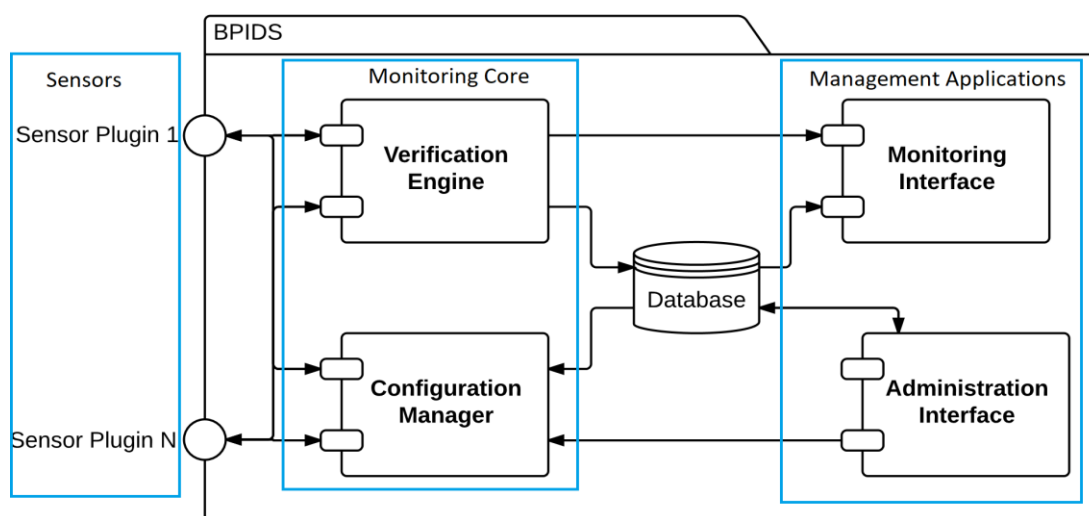 BPIDS
Sensors
Monitoring Core
Management Applications
Sensor Plugin 1
Verification
Engine
Monitoring
Interface
Database
Configuration
Manager
Administration
Interface
Sensor Plugin N